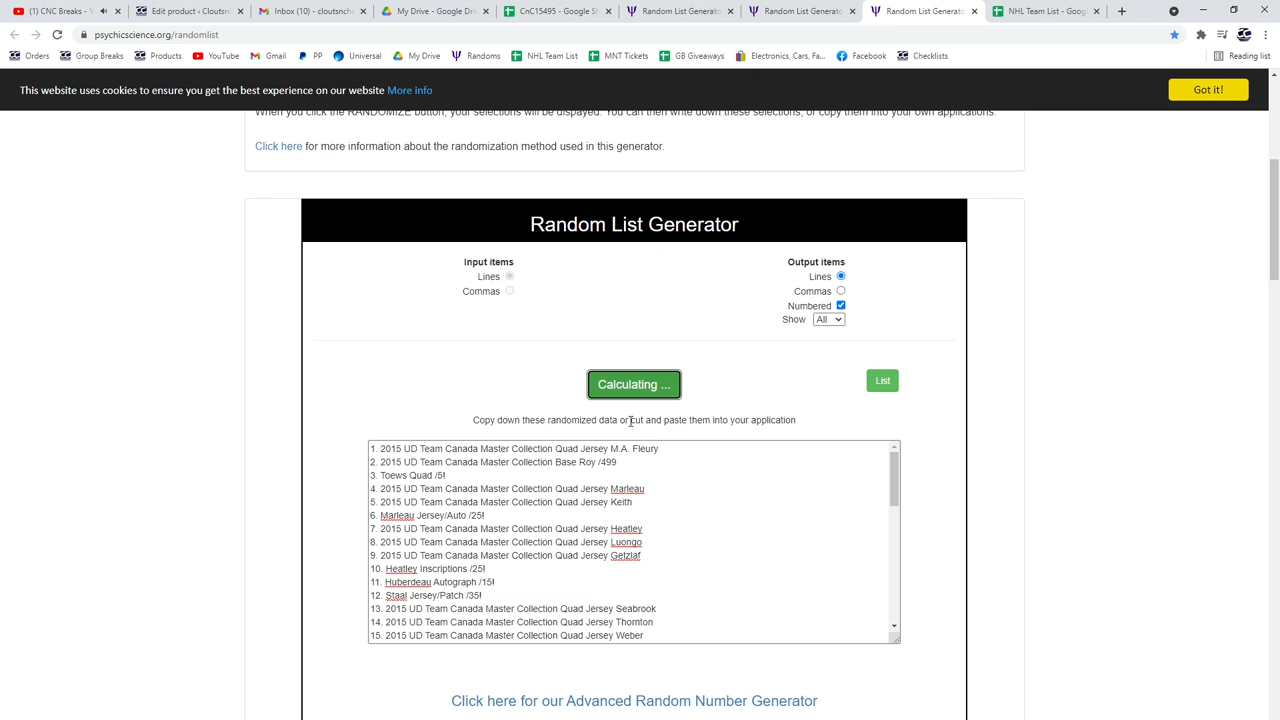 (1) CNC Breaks - Y
Edit product ‹ Cloutsn
Inbox (10) - cloutsnch
My Drive - Google Driv
CnC15495 - Google Sh
Random List Generato
Random List Generato
Random List Generato
NHL Team List - Goog
psychicscience.org/randomlist
Orders
Group Breaks
Products
YouTube
Gmail
PP
Universal
My Drive
Randoms
NHL Team List
MNT Tickets
GB Giveaways
Electronics, Cars, Fa...
Facebook
Checklists
Reading list
This website uses cookies to ensure you get the best experience on our website More info
Got it!
When you click the RANDOMIZE button, your selections will be displayed. You can then write down these selections, or copy them into your own applications.
Click here for more information about the randomization method used in this generator.
Random List Generator
Input items
Lines
Commas
Output items
Lines
Commas
Numbered
Show All
Calculating ...
List
Copy down these randomized data or cut and paste them into your application
1. 2015 UD Team Canada Master Collection Quad Jersey M.A. Fleury
2. 2015 UD Team Canada Master Collection Base Roy /499
3. Toews Quad /5!
4. 2015 UD Team Canada Master Collection Quad Jersey Marleau
5. 2015 UD Team Canada Master Collection Quad Jersey Keith
6. Marleau Jersey/Auto /25!
7. 2015 UD Team Canada Master Collection Quad Jersey Heatley
8. 2015 UD Team Canada Master Collection Quad Jersey Luongo
9. 2015 UD Team Canada Master Collection Quad Jersey Getzlaf
10. Heatley Inscriptions /25!
11. Huberdeau Autograph /15!
12. Staal Jersey/Patch /35!
13. 2015 UD Team Canada Master Collection Quad Jersey Seabrook
14. 2015 UD Team Canada Master Collection Quad Jersey Thornton
15. 2015 UD Team Canada Master Collection Quad Jersey Weber
Click here for our Advanced Random Number Generator